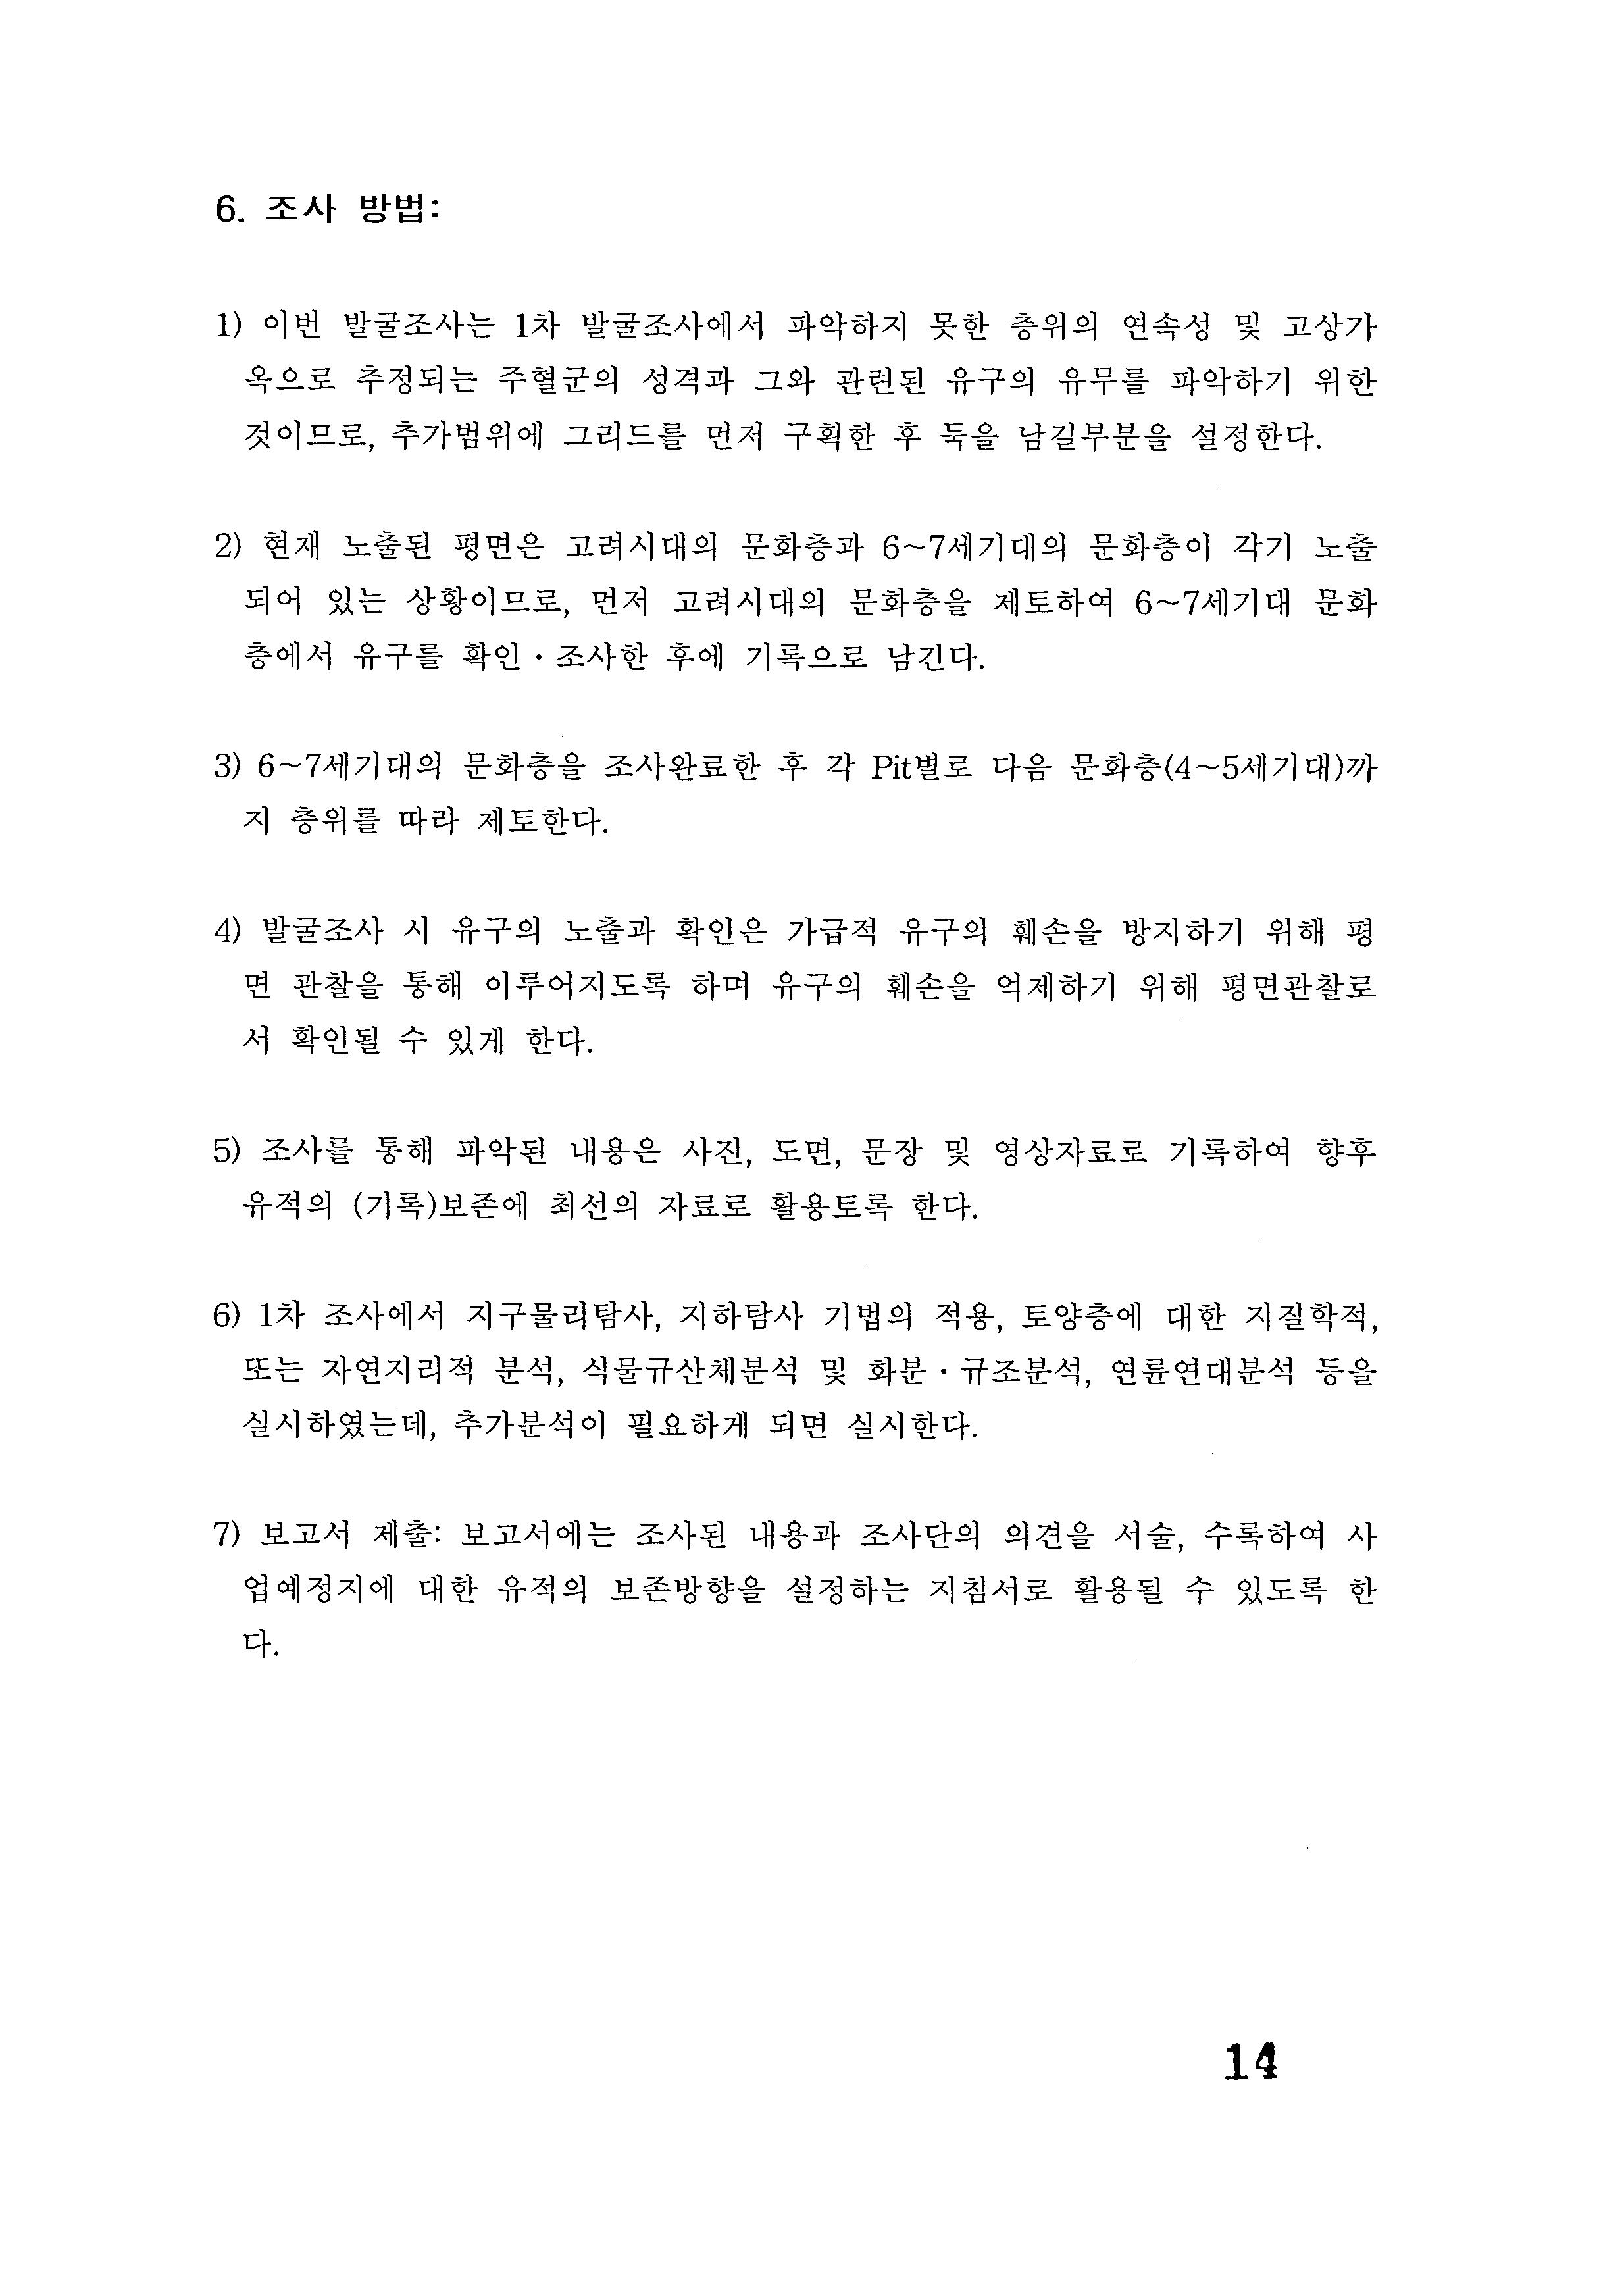 6. 조사 방법:
1) 이번 발굴조사는 1차 발굴조사에서 파악하지 못한 층위의 연속성 및 고상가
옥으로 추정되는 주혈군의 성격과 그와 관련된 유구의 유무를 파악하기 위한
것이므로, 추가범위에 그리드를 먼저 구획한 후 둑을 남길부분을 설정한다.
2) 현재 노출된 평면은 고려시대의 문화층과 6~7세기대의 문화층이 각기 노출
되어 있는 상황이므로, 먼저 고려시대의 문화층을 제토하여 6~7세기대 문화
층에서 유구를 확인·조사한 후에 기록으로 남긴다.
3) 6~7세기대의 문화층을 조사완료한 후 각 Pit별로 다음 문화층(4~5세기대)까
지 층위를 따라 제토한다.
4) 발굴조사 시 유구의 노출과 확인은 가급적 유구의 훼손을 방지하기 위해 평
면 관찰을 통해 이루어지도록 하며 유구의 훼손을 억제하기 위해 평면관찰로
서 확인될 수 있게 한다.
5) 조사를 통해 파악된 내용은 사진, 도면, 문장 및 영상자료로 기록하여 향후
유적의 (기록)보존에 최선의 자료로 활용토록 한다.
6) 1차 조사에서 지구물리탐사, 지하탐사 기법의 적용, 토양층에 대한 지질학적,
또는 자연지리적 분석, 식물규산체분석 및 화분·규조분석, 연륜연대분석 등을
실시하였는데, 추가분석이 필요하게 되면 실시한다.
7) 보고서 제출: 보고서에는 조사된 내용과 조사단의 의견을 서술, 수록하여 사
업예정지에 대한 유적의 보존방향을 설정하는 지침서로 활용될 수 있도록 한
다.
14